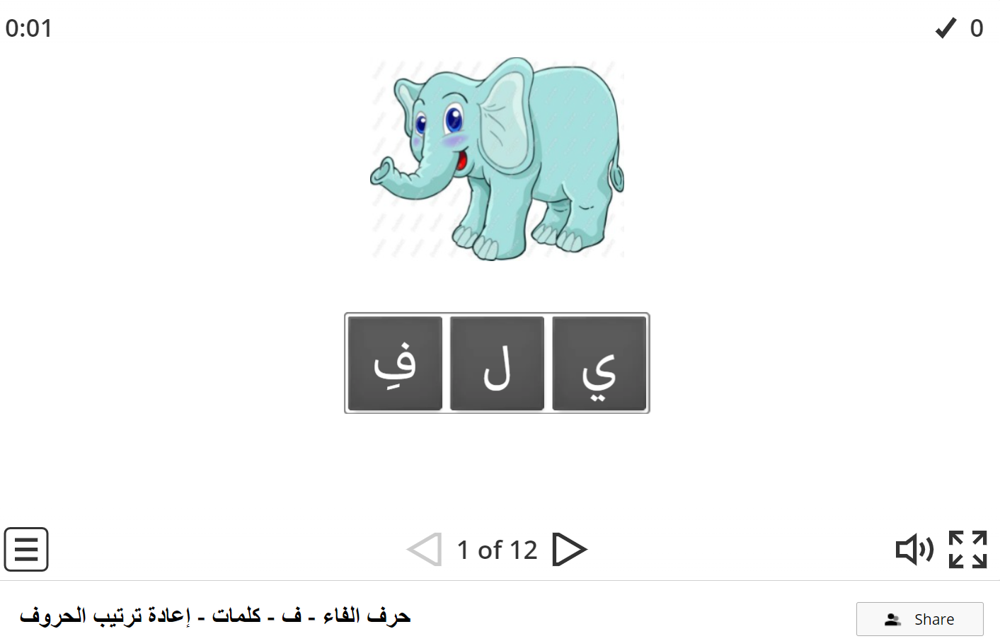 0:01
✓ 0
فِ ل ي
1 of 12
حرف الفاء - ف - كلمات - إعادة ترتيب الحروف
Share